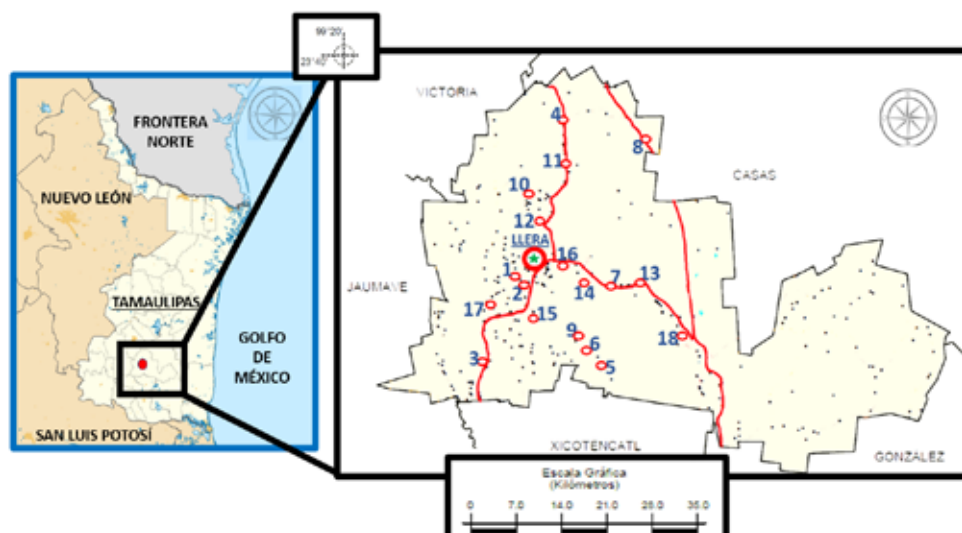 99°20'
23°40'
FRONTERA
NORTE
NUEVO LEÓN
TAMAULIPAS
GOLFO
DE
MÉXICO
SAN LUIS POTOSÍ
VICTORIA
4
8
11
CASAS
10
12
LLERA
16
1
JAUMAVE
2
14
7
13
17
15
9
18
6
3
5
XICOTENCATL
GONZALEZ
Escala Gráfica
(Kilómetros)
0 7.0 14.0 21.0 28.0 35.0